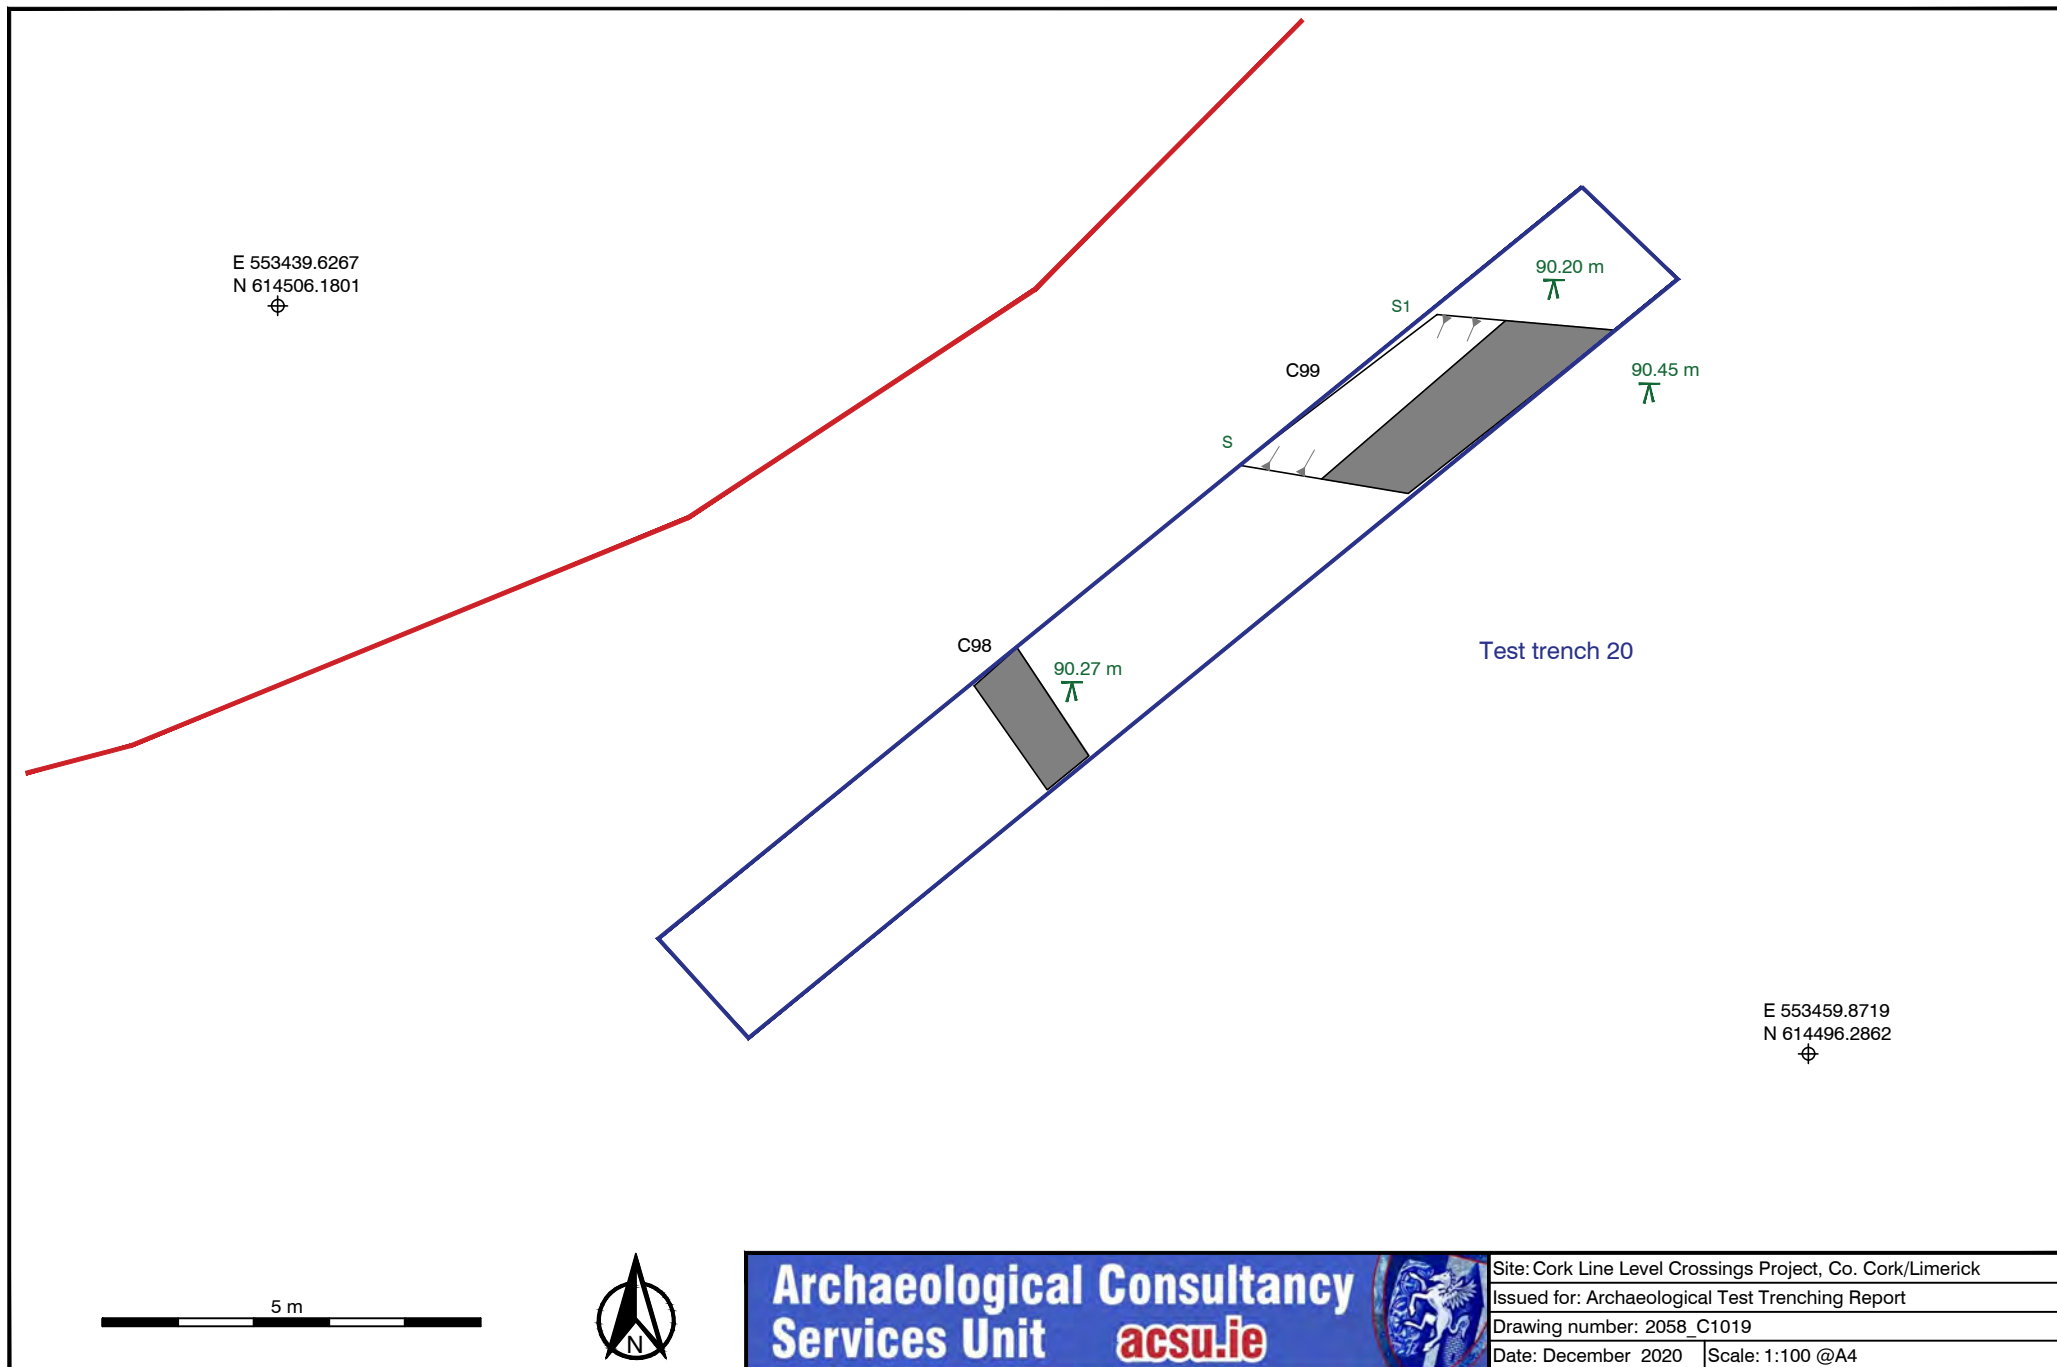 E 553439.6267
N 614506.1801
90.20 m
S1
90.45 m
C99
S
C98
90.27 m
Test trench 20
E 553459.8719
N 614496.2862
5 m
N
Archaeological Consultancy
Services Unit acsu.ie
Site: Cork Line Level Crossings Project, Co. Cork/Limerick
Issued for: Archaeological Test Trenching Report
Drawing number: 2058_C1019
Date: December 2020 Scale: 1:100 @A4